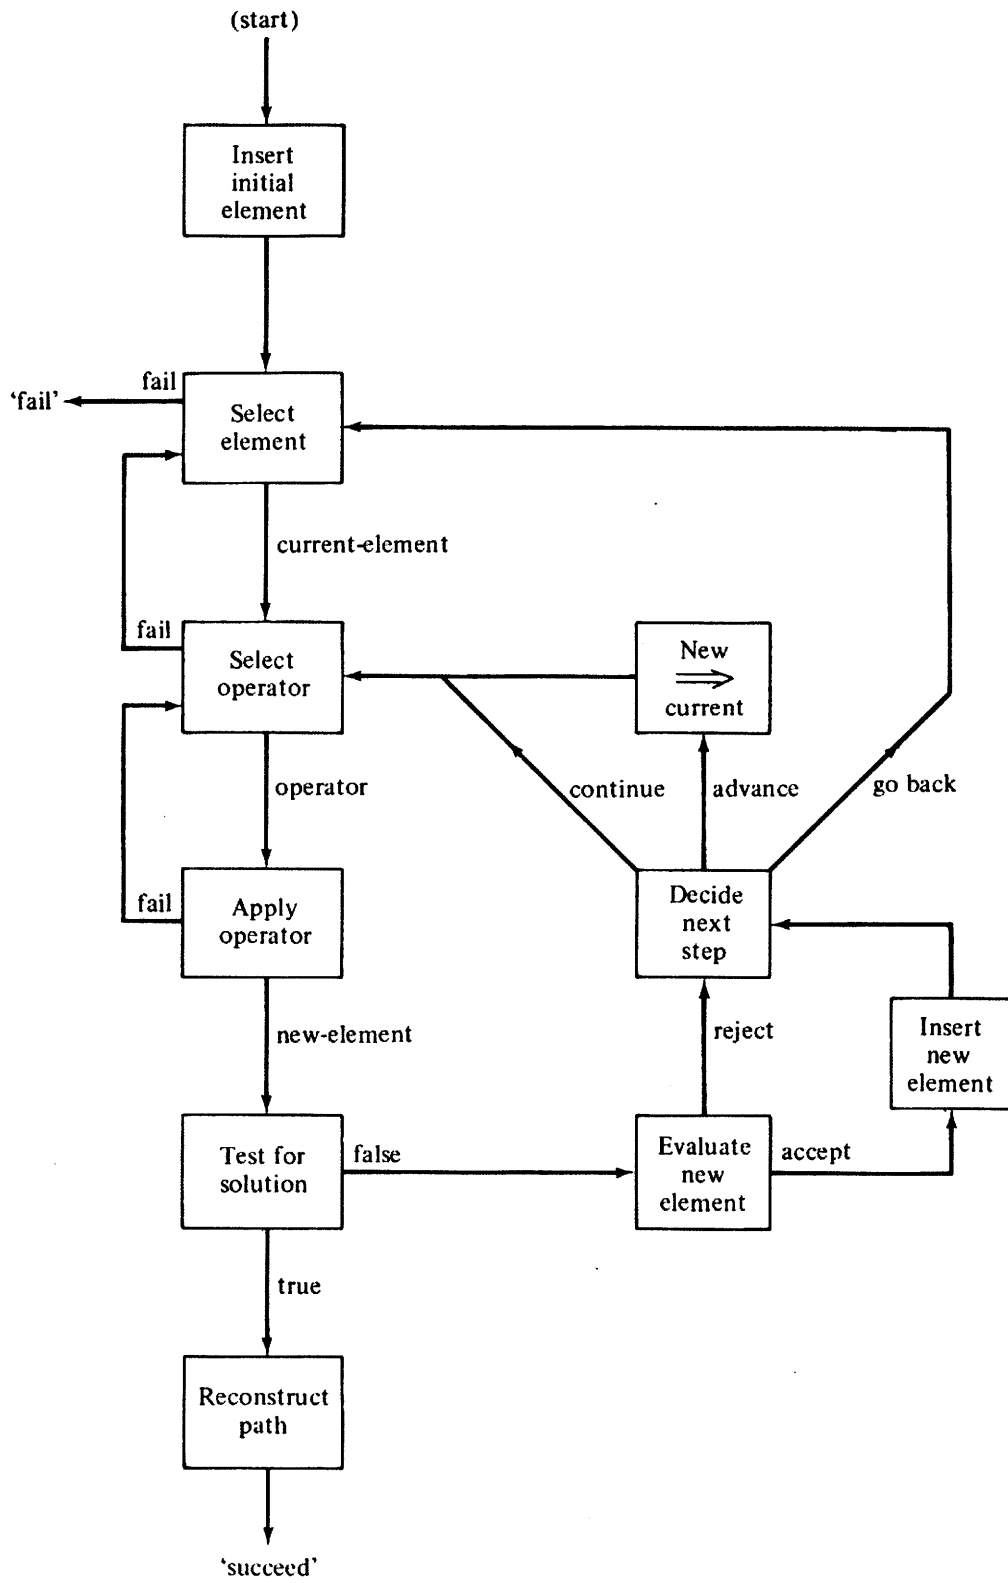 (start)
Insert
initial
element
fail
'fail'
Select
element
current-element
fail
Select
operator
New
current
operator
continue
advance
go back
fail
Apply
operator
Decide
next
step
new-element
reject
Insert
new
element
Test for
solution
false
Evaluate
new
element
accept
true
Reconstruct
path
'succeed'